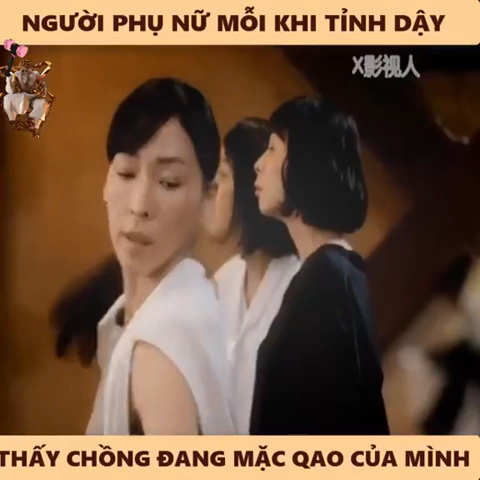 NGƯỜI PHỤ NỮ MỖI KHI TỈNH DẬY
X影视人
THẤY CHỒNG ĐANG MẶC QAO CỦA MÌNH